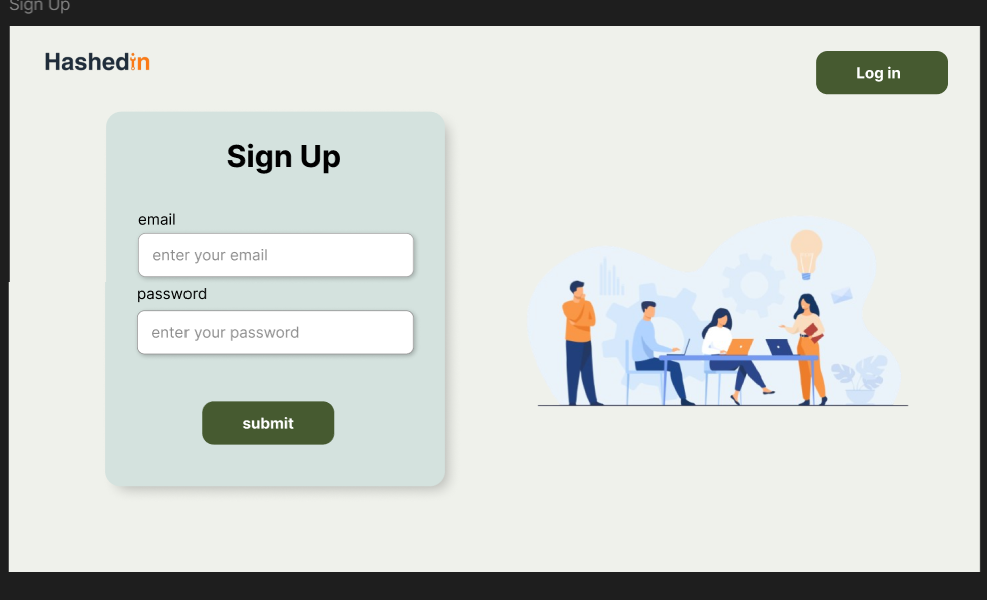 Sign Up
Hashedin
Log in
Sign Up
email
enter your email
password
enter your password
submit